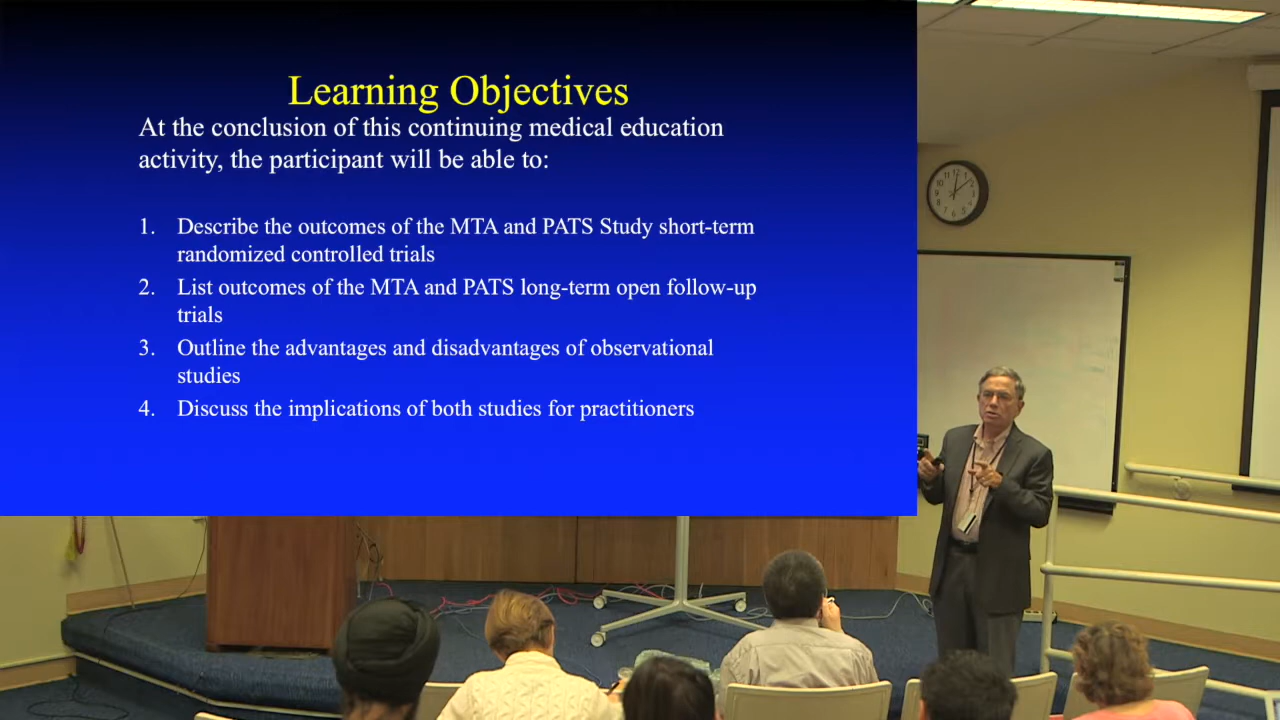 Learning Objectives
At the conclusion of this continuing medical education
activity, the participant will be able to:
1. Describe the outcomes of the MTA and PATS Study short-term
randomized controlled trials
2. List outcomes of the MTA and PATS long-term open follow-up
trials
3. Outline the advantages and disadvantages of observational
studies
4. Discuss the implications of both studies for practitioners